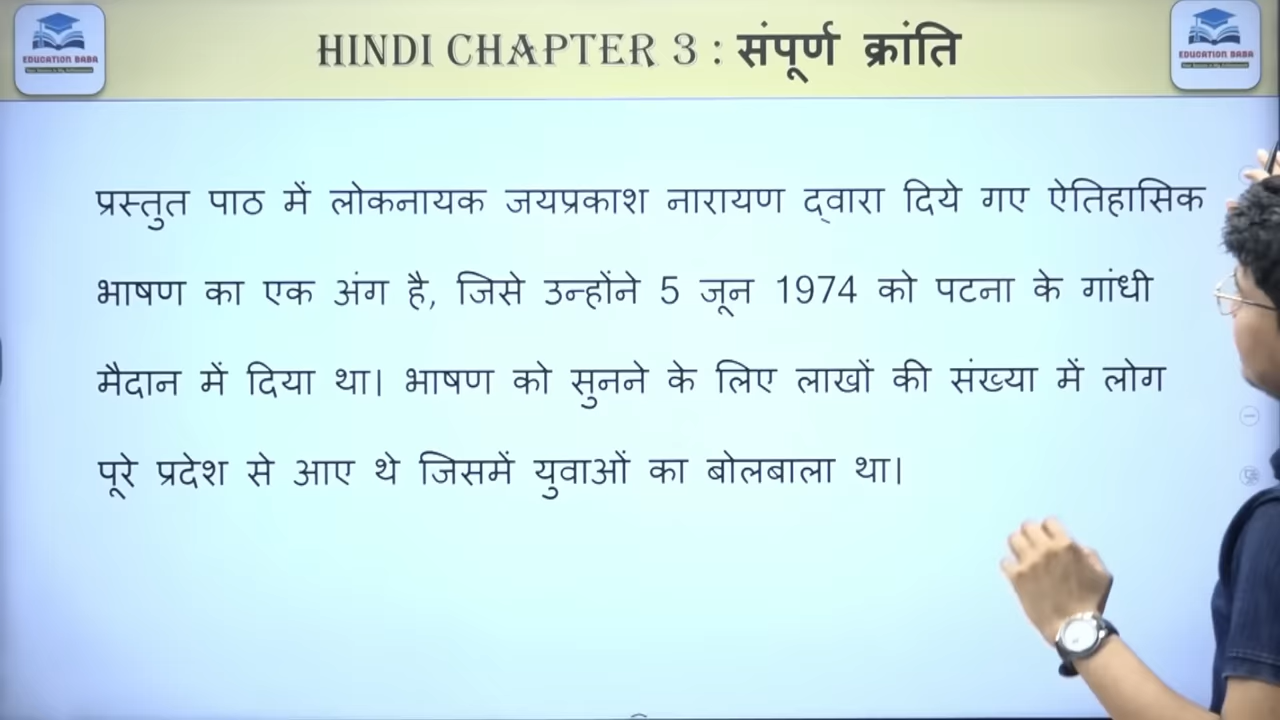 HINDI CHAPTER 3 : संपूर्ण क्रांति
EDUCATION BABA
EDUCATION BABA
प्रस्तुत पाठ में लोकनायक जयप्रकाश नारायण द्वारा दिये गए ऐतिहासिक
भाषण का एक अंग है, जिसे उन्होंने 5 जून 1974 को पटना के गांधी
मैदान में दिया था। भाषण को सुनने के लिए लाखों की संख्या में लोग
पूरे प्रदेश से आए थे जिसमें युवाओं का बोलबाला था।